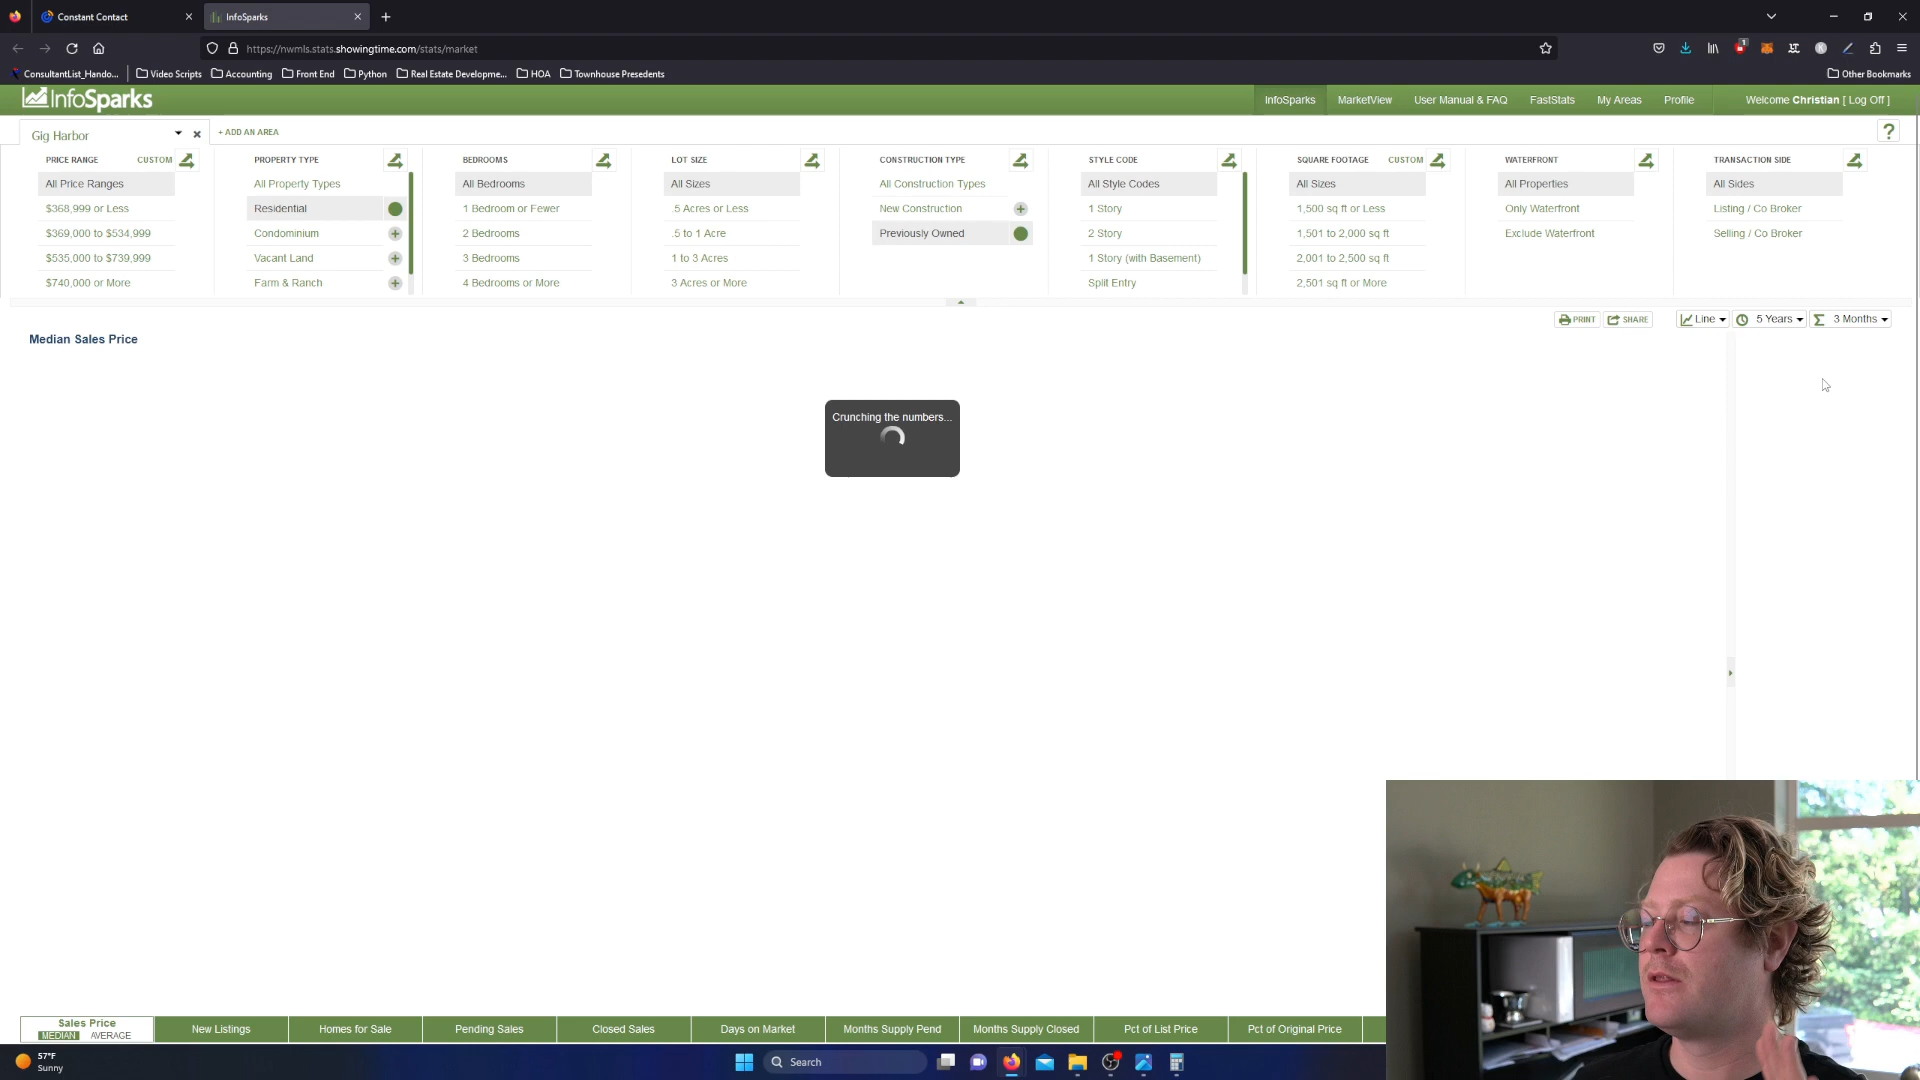 Constant Contact
InfoSparks
https://nwmls.stats.showingtime.com/stats/market
1
ConsultantList_Hando...
Video Scripts
Accounting
Front End
Python
Real Estate Developme...
HOA
Townhouse Presedents
Other Bookmarks
InfoSparks
InfoSparks
MarketView
User Manual & FAQ
FastStats
My Areas
Profile
Welcome Christian [ Log Off ]
Gig Harbor
+ ADD AN AREA
?
PRICE RANGE
CUSTOM
All Price Ranges
$368,999 or Less
$369,000 to $534,999
$535,000 to $739,999
$740,000 or More
PROPERTY TYPE
All Property Types
Residential
Condominium
Vacant Land
Farm & Ranch
BEDROOMS
All Bedrooms
1 Bedroom or Fewer
2 Bedrooms
3 Bedrooms
4 Bedrooms or More
LOT SIZE
All Sizes
.5 Acres or Less
.5 to 1 Acre
1 to 3 Acres
3 Acres or More
CONSTRUCTION TYPE
All Construction Types
New Construction
Previously Owned
STYLE CODE
All Style Codes
1 Story
2 Story
1 Story (with Basement)
Split Entry
SQUARE FOOTAGE
CUSTOM
All Sizes
1,500 sq ft or Less
1,501 to 2,000 sq ft
2,001 to 2,500 sq ft
2,501 sq ft or More
WATERFRONT
All Properties
Only Waterfront
Exclude Waterfront
TRANSACTION SIDE
All Sides
Listing / Co Broker
Selling / Co Broker
PRINT
SHARE
Line
5 Years
3 Months
Median Sales Price
Crunching the numbers...
Sales Price
MEDIAN
AVERAGE
New Listings
Homes for Sale
Pending Sales
Closed Sales
Days on Market
Months Supply Pend
Months Supply Closed
Pct of List Price
Pct of Original Price
57°F
Sunny
Search